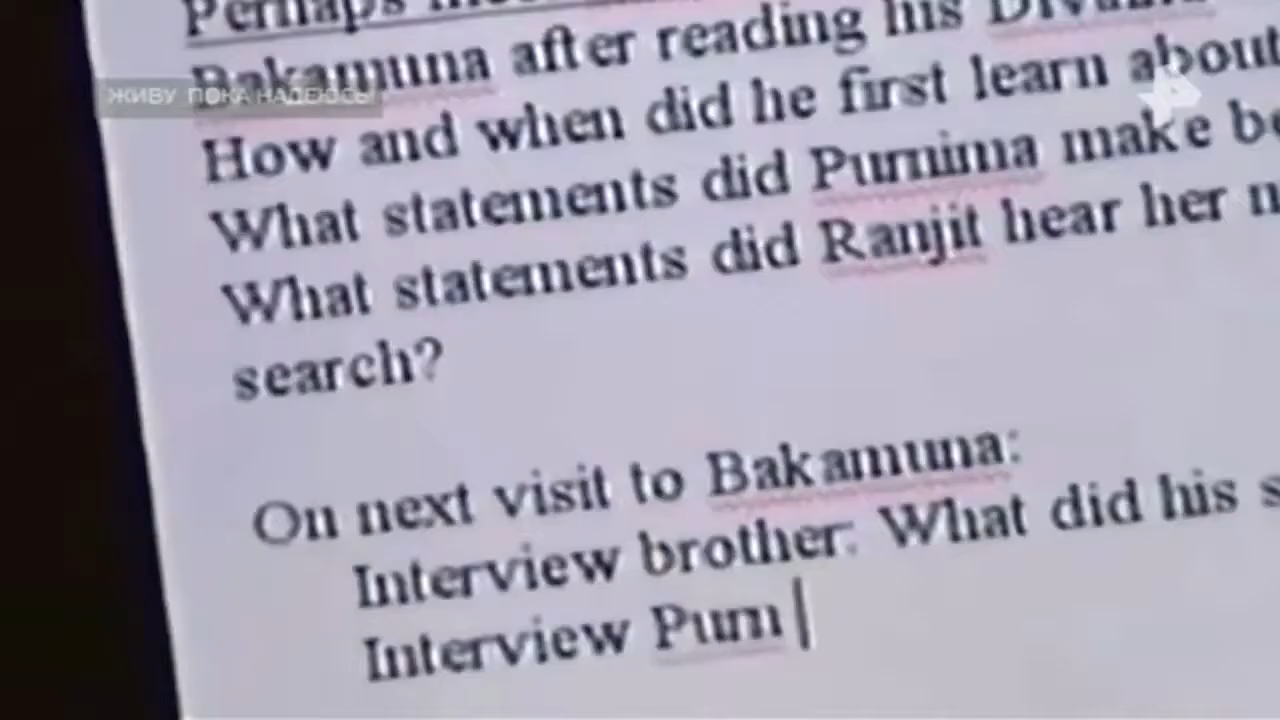 Perhaps
Bakamuna after reading his
ЖИВУ ПОКА НАДЕЮСЬ
How and when did he first learn about
What statements did Purnima make be
What statements did Ranjit hear her
search?
On next visit to Bakamuna:
Interview brother: What did his s
Interview Purn